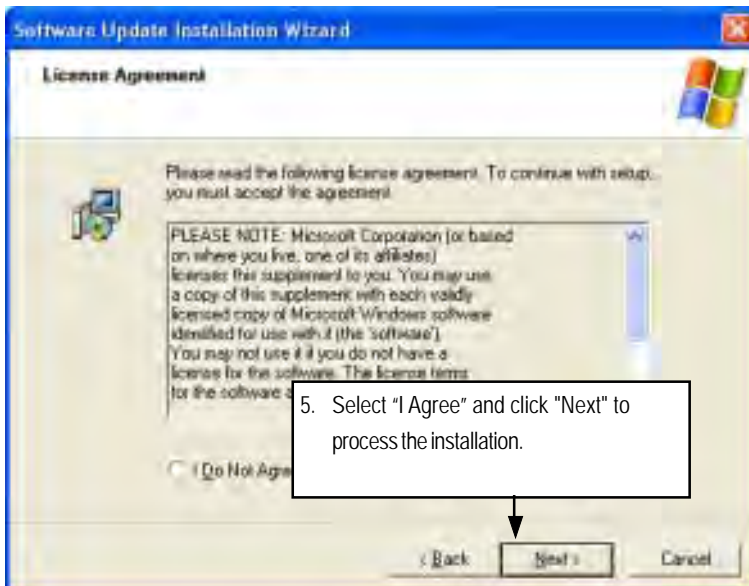 Software Update Installation Wizard
License Agreement
Please read the following license agreement. To continue with setup,
you must accept the agreement.
PLEASE NOTE: Microsoft Corporation (or based
on where you live, one of its affiliates)
licenses this supplement to you. You may use
a copy of this supplement with each validly
licensed copy of Microsoft Windows software
identified for use with it (the "software").
You may not use it if you do not have a
license for the software. The license terms
for the software a
5. Select “I Agree” and click "Next" to
process the installation.
I Do Not Agre
< Back
Next >
Cancel